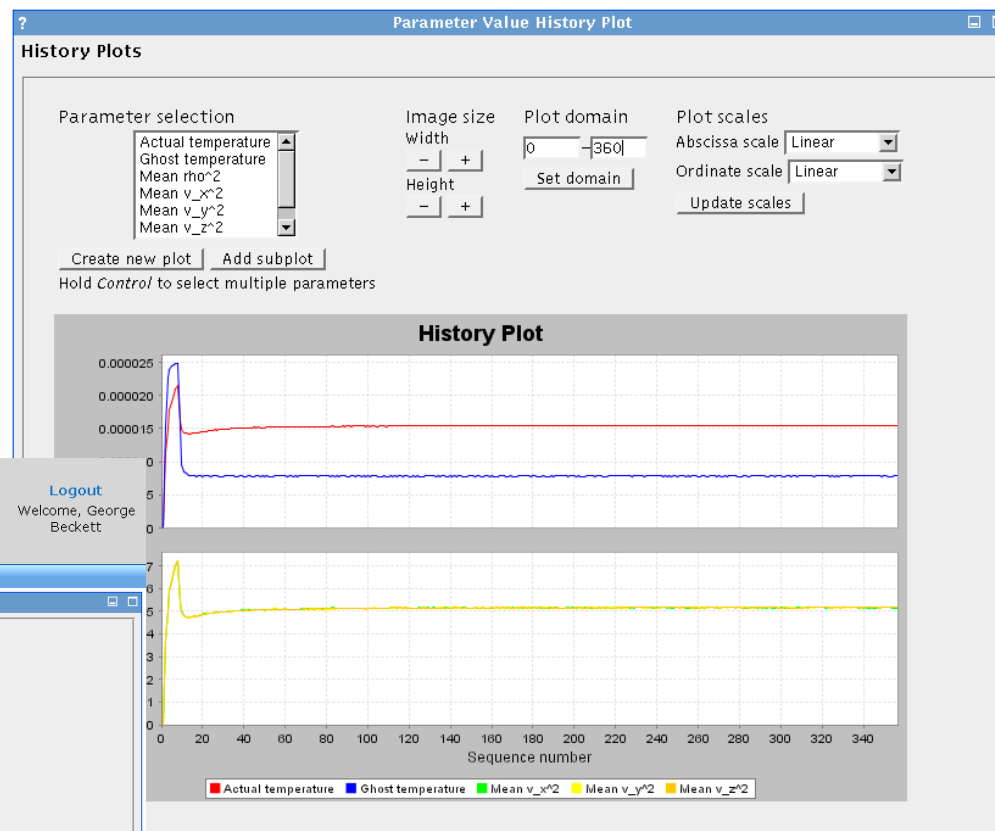 ? Parameter Value History Plot
History Plots
Parameter selection
Actual temperature
Ghost temperature
Mean rho^2
Mean v_x^2
Mean v_y^2
Mean v_z^2
Create new plot Add subplot
Hold Control to select multiple parameters
Image size
Width
− +
Height
− +
Plot domain
0 –360
Set domain
Plot scales
Abscissa scale Linear
Ordinate scale Linear
Update scales
History Plot
0.000025
0.000020
0.000015
0
5
0
Logout
Welcome, George
Beckett
7
6
5
4
3
2
1
0
0 20 40 60 80 100 120 140 160 180 200 220 240 260 280 300 320 340
Sequence number
Actual temperature Ghost temperature Mean v_x^2 Mean v_y^2 Mean v_z^2